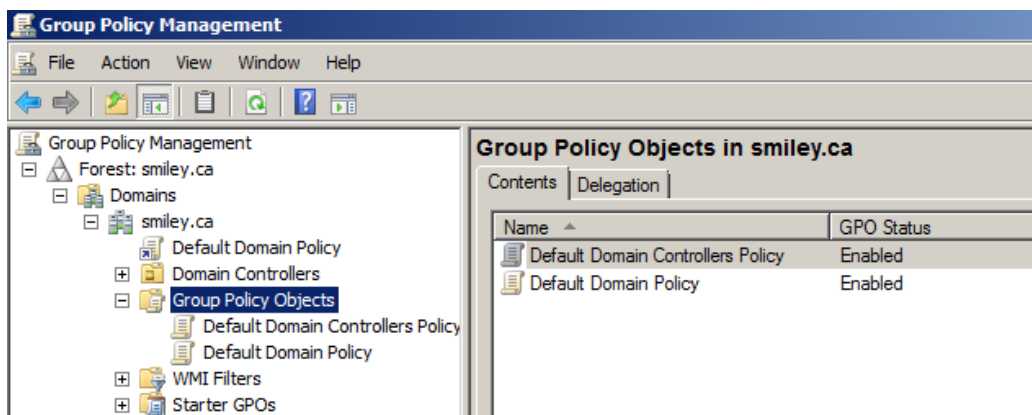 Group Policy Management
File Action View Window Help
Group Policy Management
Forest: smiley.ca
Domains
smiley.ca
Default Domain Policy
Domain Controllers
Group Policy Objects
Default Domain Controllers Policy
Default Domain Policy
WMI Filters
Starter GPOs
Group Policy Objects in smiley.ca
Contents Delegation
Name GPO Status
Default Domain Controllers Policy Enabled
Default Domain Policy Enabled